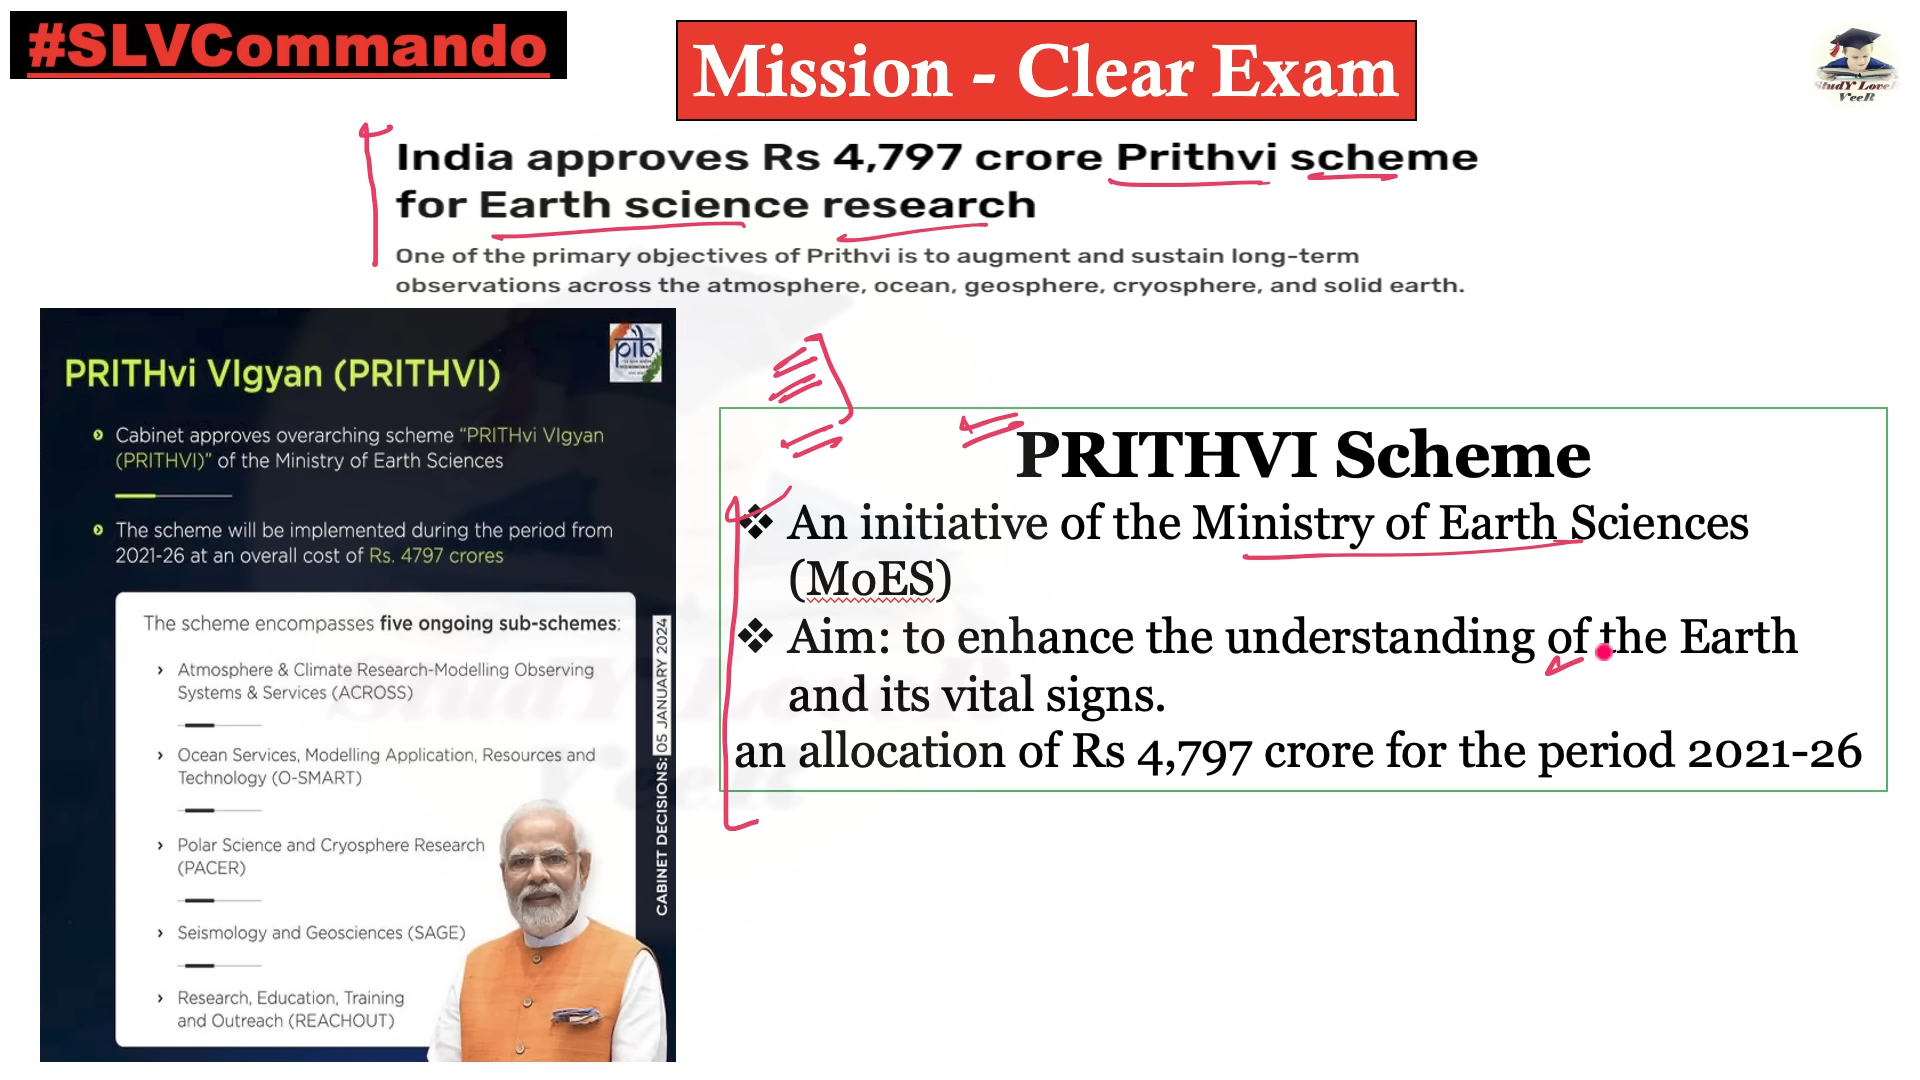 #SLVCommando
Mission - Clear Exam
StudY LoveR
VeeR
India approves Rs 4,797 crore Prithvi scheme
for Earth science research
One of the primary objectives of Prithvi is to augment and sustain long-term
observations across the atmosphere, ocean, geosphere, cryosphere, and solid earth.
PRITHvi VIgyan (PRITHVI)
pib
Cabinet approves overarching scheme “PRITHvi VIgyan
(PRITHVI)” of the Ministry of Earth Sciences
The scheme will be implemented during the period from
2021-26 at an overall cost of Rs. 4797 crores
The scheme encompasses five ongoing sub-schemes:
› Atmosphere & Climate Research-Modelling Observing
Systems & Services (ACROSS)
› Ocean Services, Modelling Application, Resources and
Technology (O-SMART)
› Polar Science and Cryosphere Research
(PACER)
› Seismology and Geosciences (SAGE)
› Research, Education, Training
and Outreach (REACHOUT)
CABINET DECISIONS: 05 JANUARY 2024
PRITHVI Scheme
❖ An initiative of the Ministry of Earth Sciences
(MoES)
❖ Aim: to enhance the understanding of the Earth
and its vital signs.
an allocation of Rs 4,797 crore for the period 2021-26
StudY LoveR
VeeR